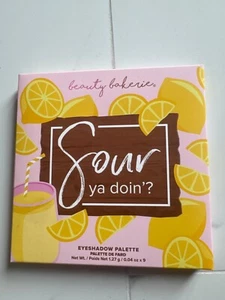 beauty bakerie
Sour
ya doin'?
EYESHADOW PALETTE
PALETTE DE FARD
Net Wt. / Poids Net 1.27 g / 0.04 oz x 9